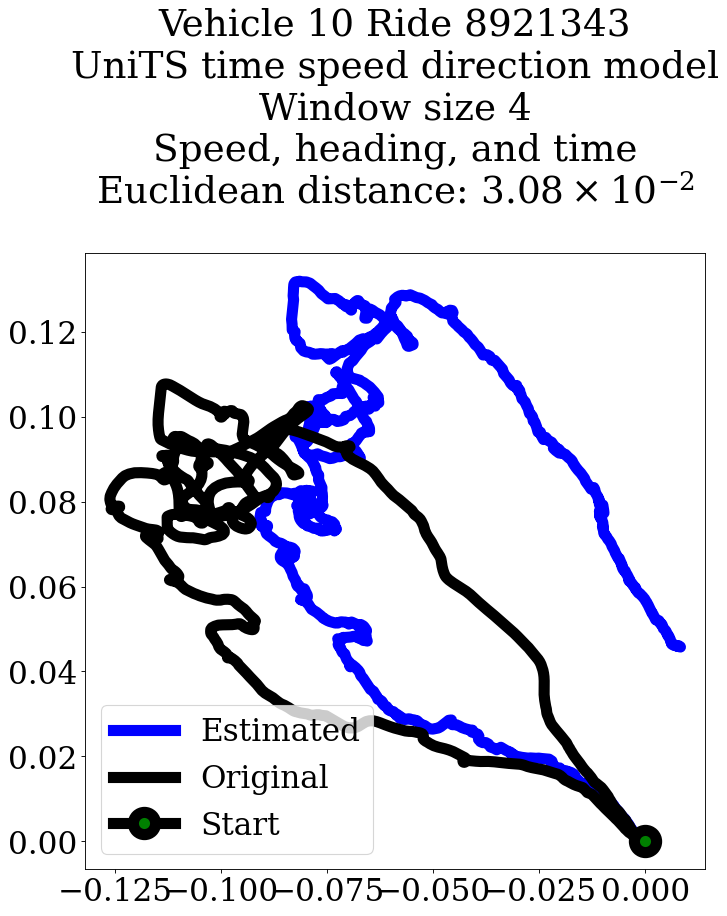 Vehicle 10 Ride 8921343
UniTS time speed direction model
Window size 4
Speed, heading, and time
Euclidean distance: 3.08 × 10⁻²
0.12
0.10
0.08
0.06
0.04
0.02
0.00
Estimated
Original
Start
−0.125 −0.100 −0.075 −0.050 −0.025 0.000